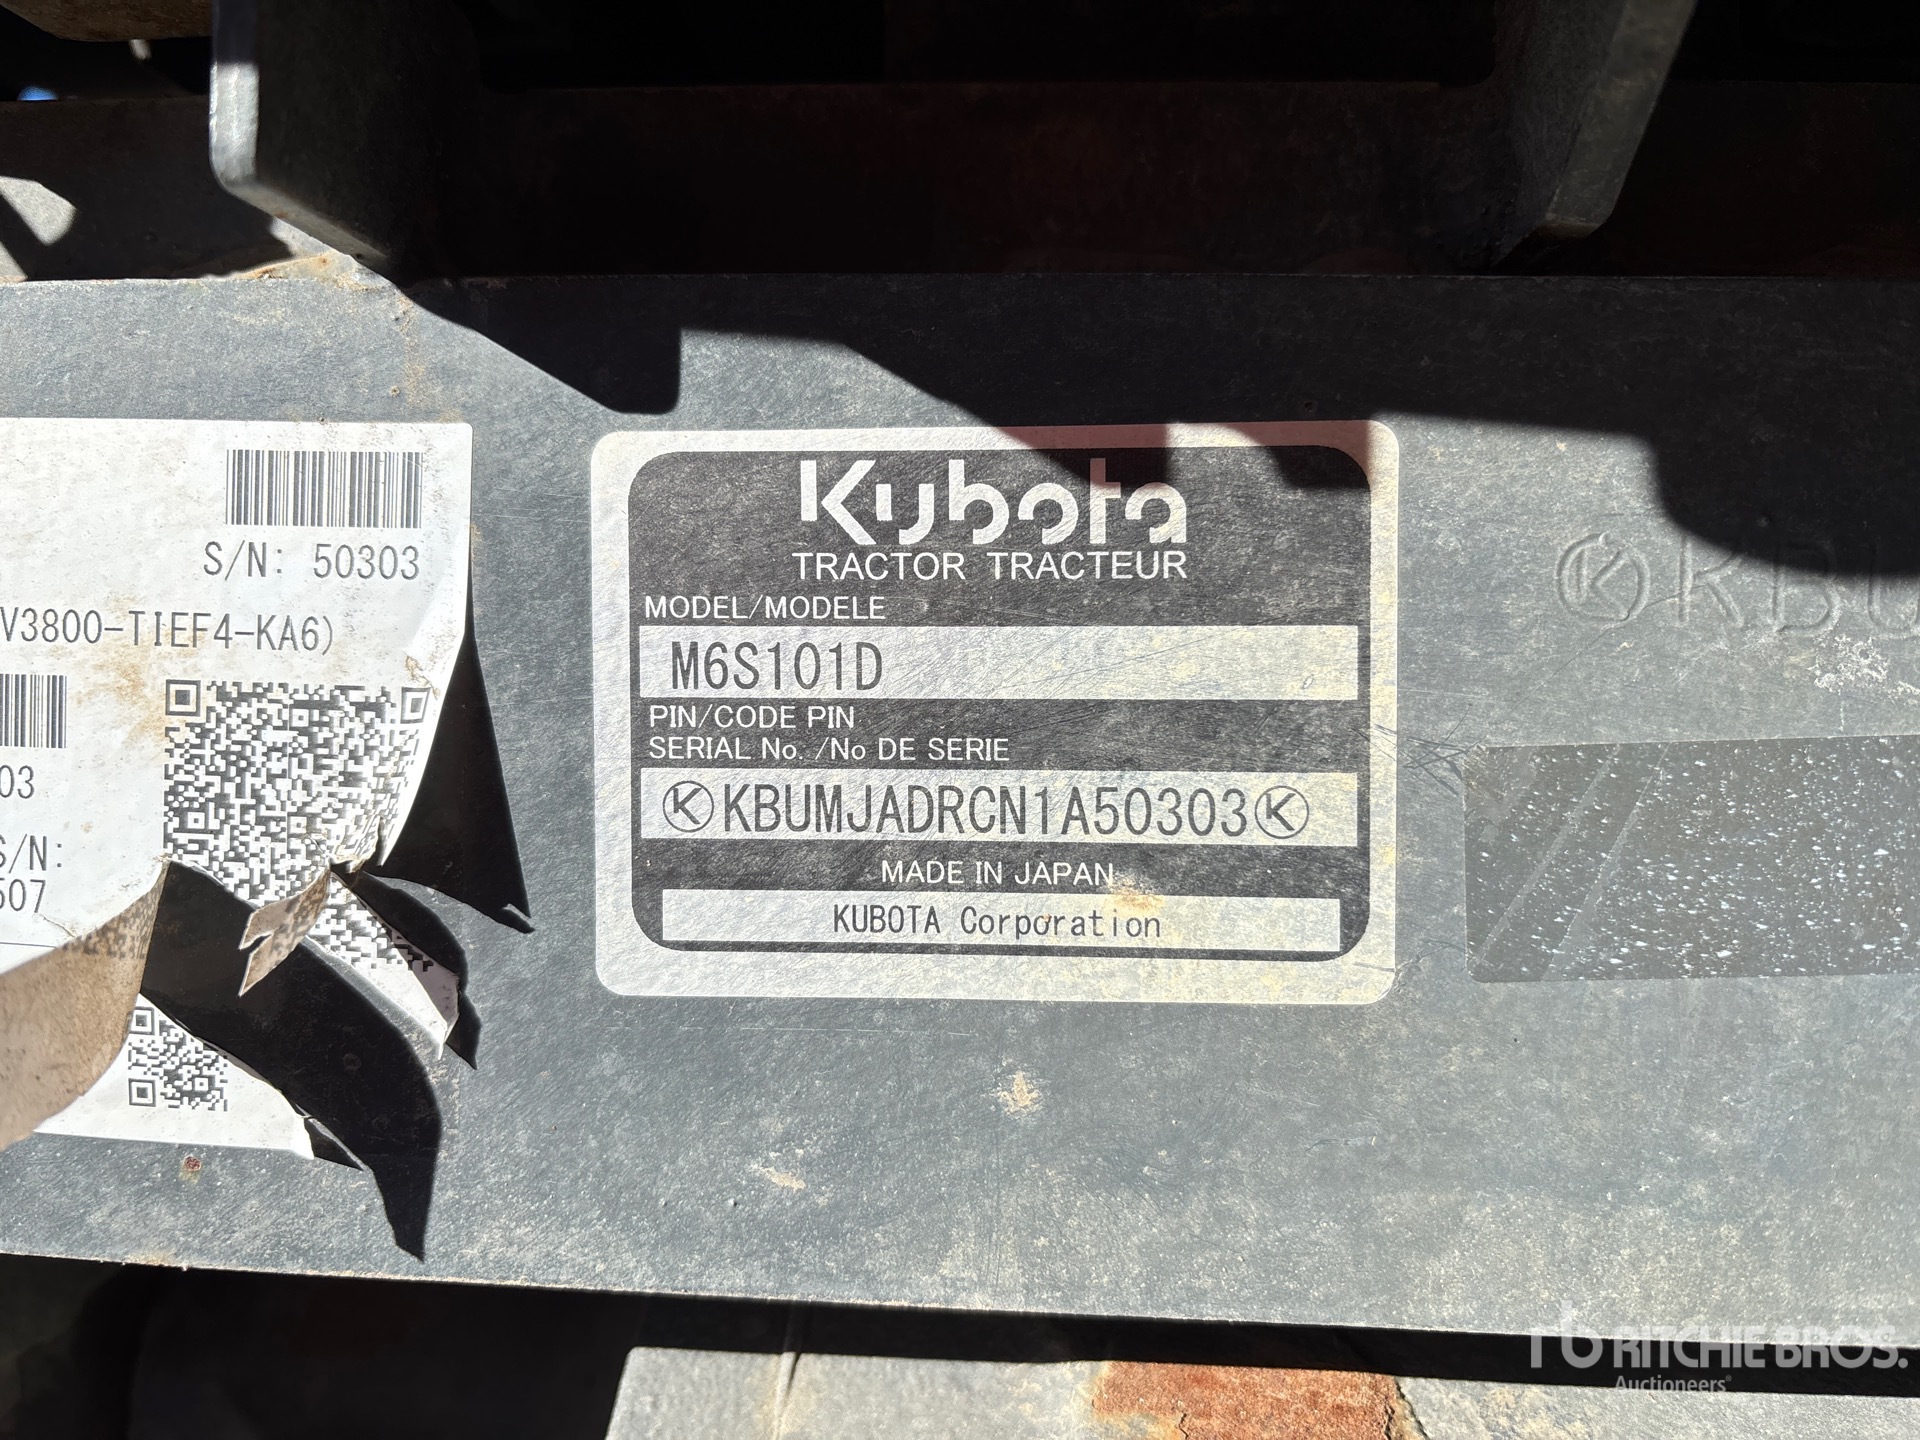 S/N: 50303
V3800-TIEF4-KA6)
03
S/N:
507
Kubota
TRACTOR TRACTEUR
MODEL/MODELE
M6S101D
PIN/CODE PIN
SERIAL No. /No DE SERIE
KBUMJADRCN1A50303
MADE IN JAPAN
KUBOTA Corporation
KBU
RITCHIE BROS.
Auctioneers